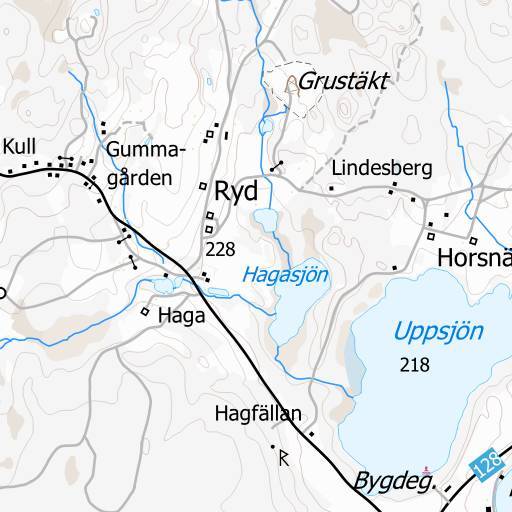 Grustäkt
Kull
Gumma-
gården
Lindesberg
Ryd
228
Horsnä
Hagasjön
Haga
Uppsjön
218
Hagfällan
128
Bygdeg.